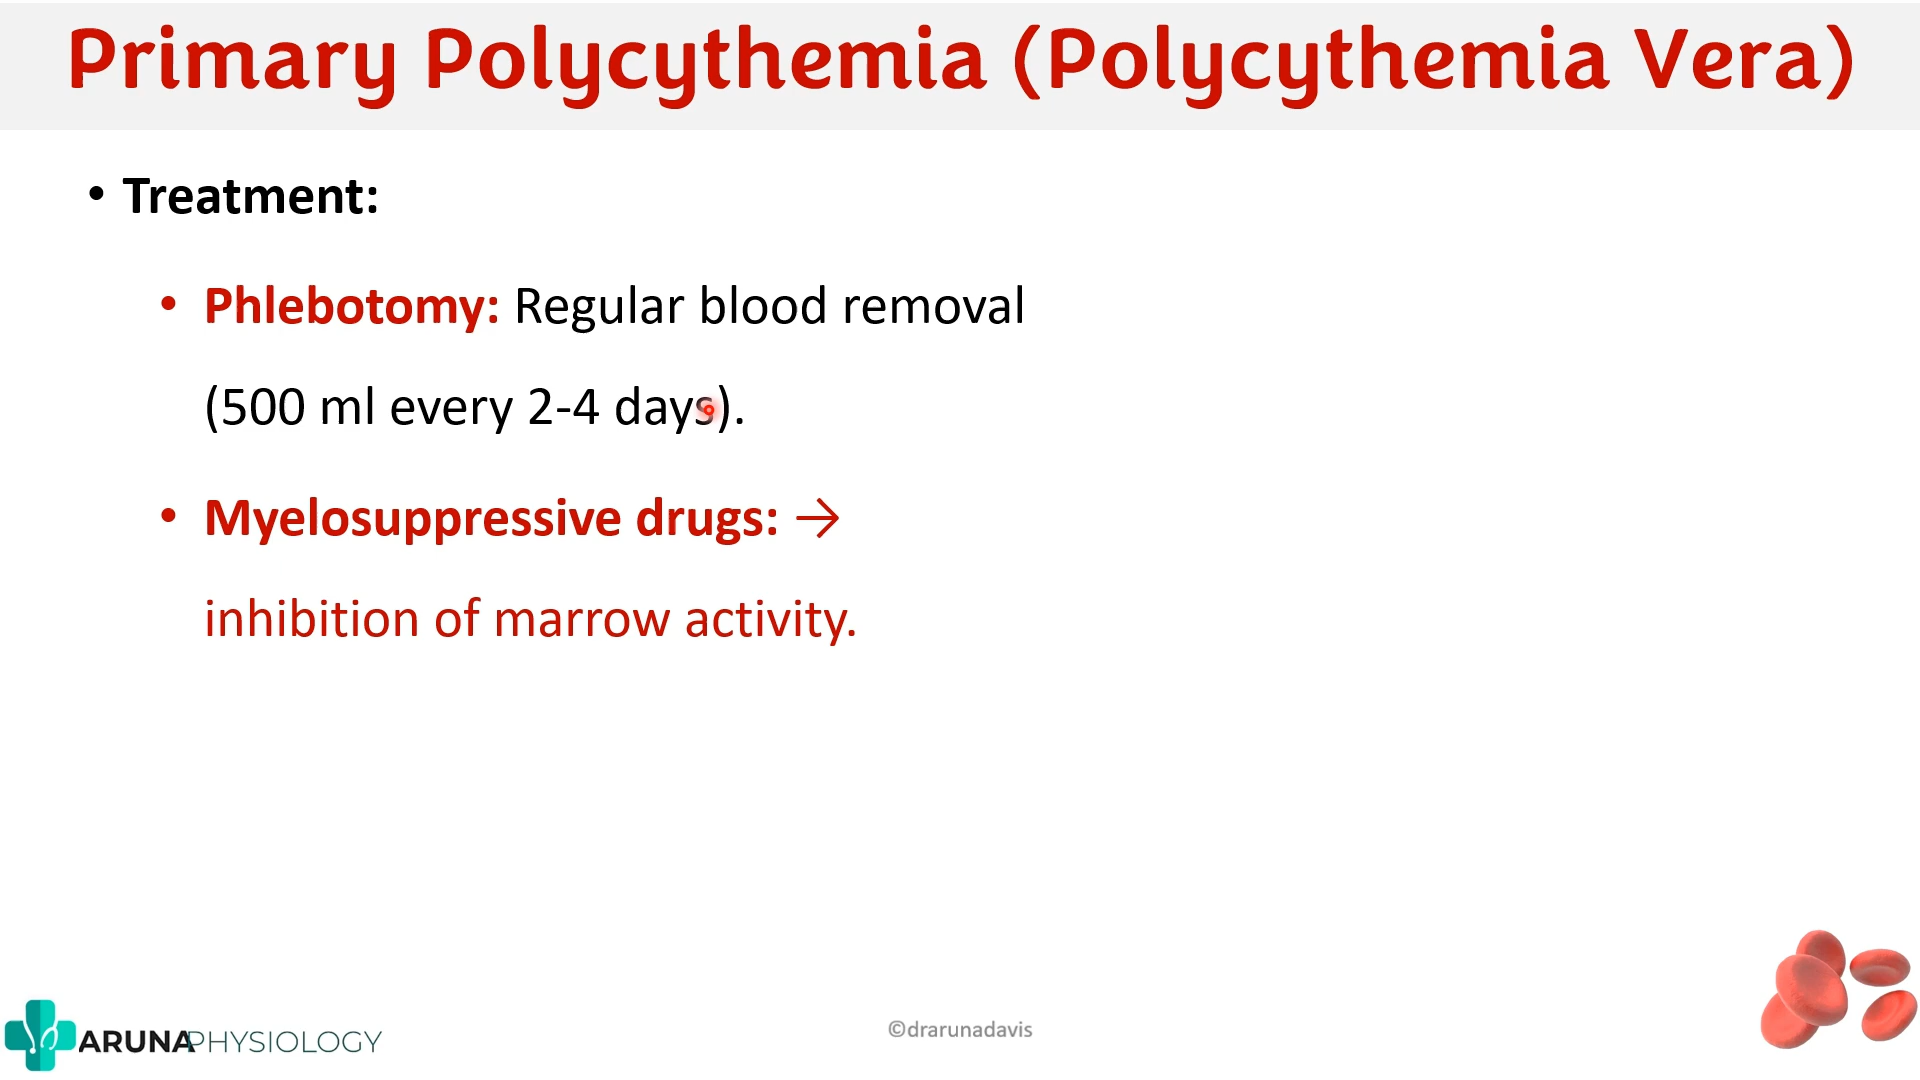 Primary Polycythemia (Polycythemia Vera)
• Treatment:
• Phlebotomy: Regular blood removal
(500 ml every 2-4 days).
• Myelosuppressive drugs: →
inhibition of marrow activity.
ARUNAPHYSIOLOGY
©drarunadavis